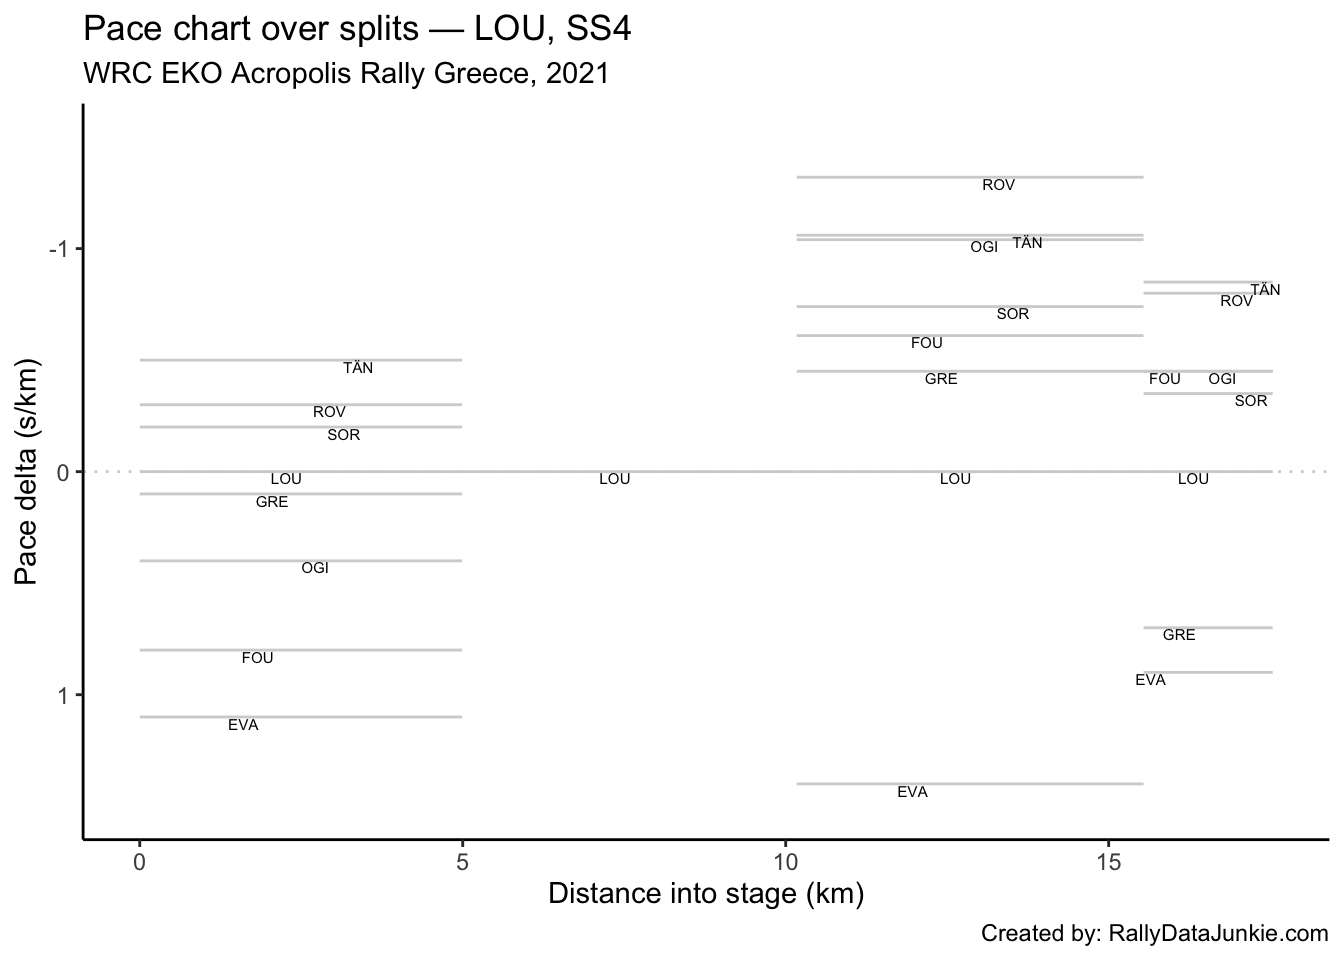 Pace chart over splits — LOU, SS4
WRC EKO Acropolis Rally Greece, 2021
ROV
-1
OGI TÄN
TÄN
ROV
SOR
FOU
TÄN
GRE FOU OGI
SOR
ROV
SOR
0
LOU LOU LOU LOU
GRE
OGI
GRE
FOU
EVA
1
EVA
EVA
Pace delta (s/km)
0 5 10 15
Distance into stage (km)
Created by: RallyDataJunkie.com